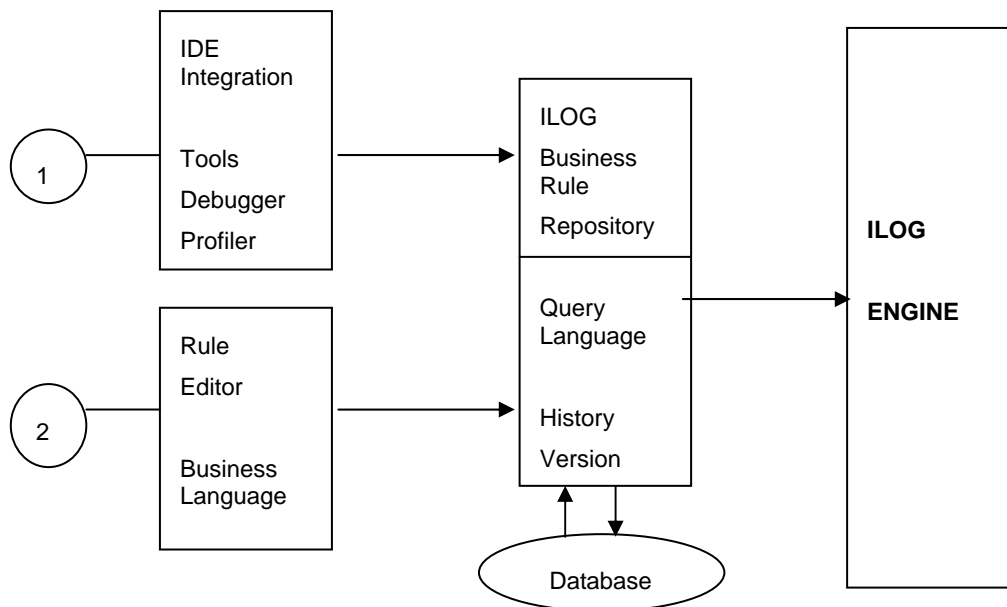 1
IDE
Integration
Tools
Debugger
Profiler
2
Rule
Editor
Business
Language
ILOG
Business
Rule
Repository
Query
Language
History
Version
Database
ILOG
ENGINE